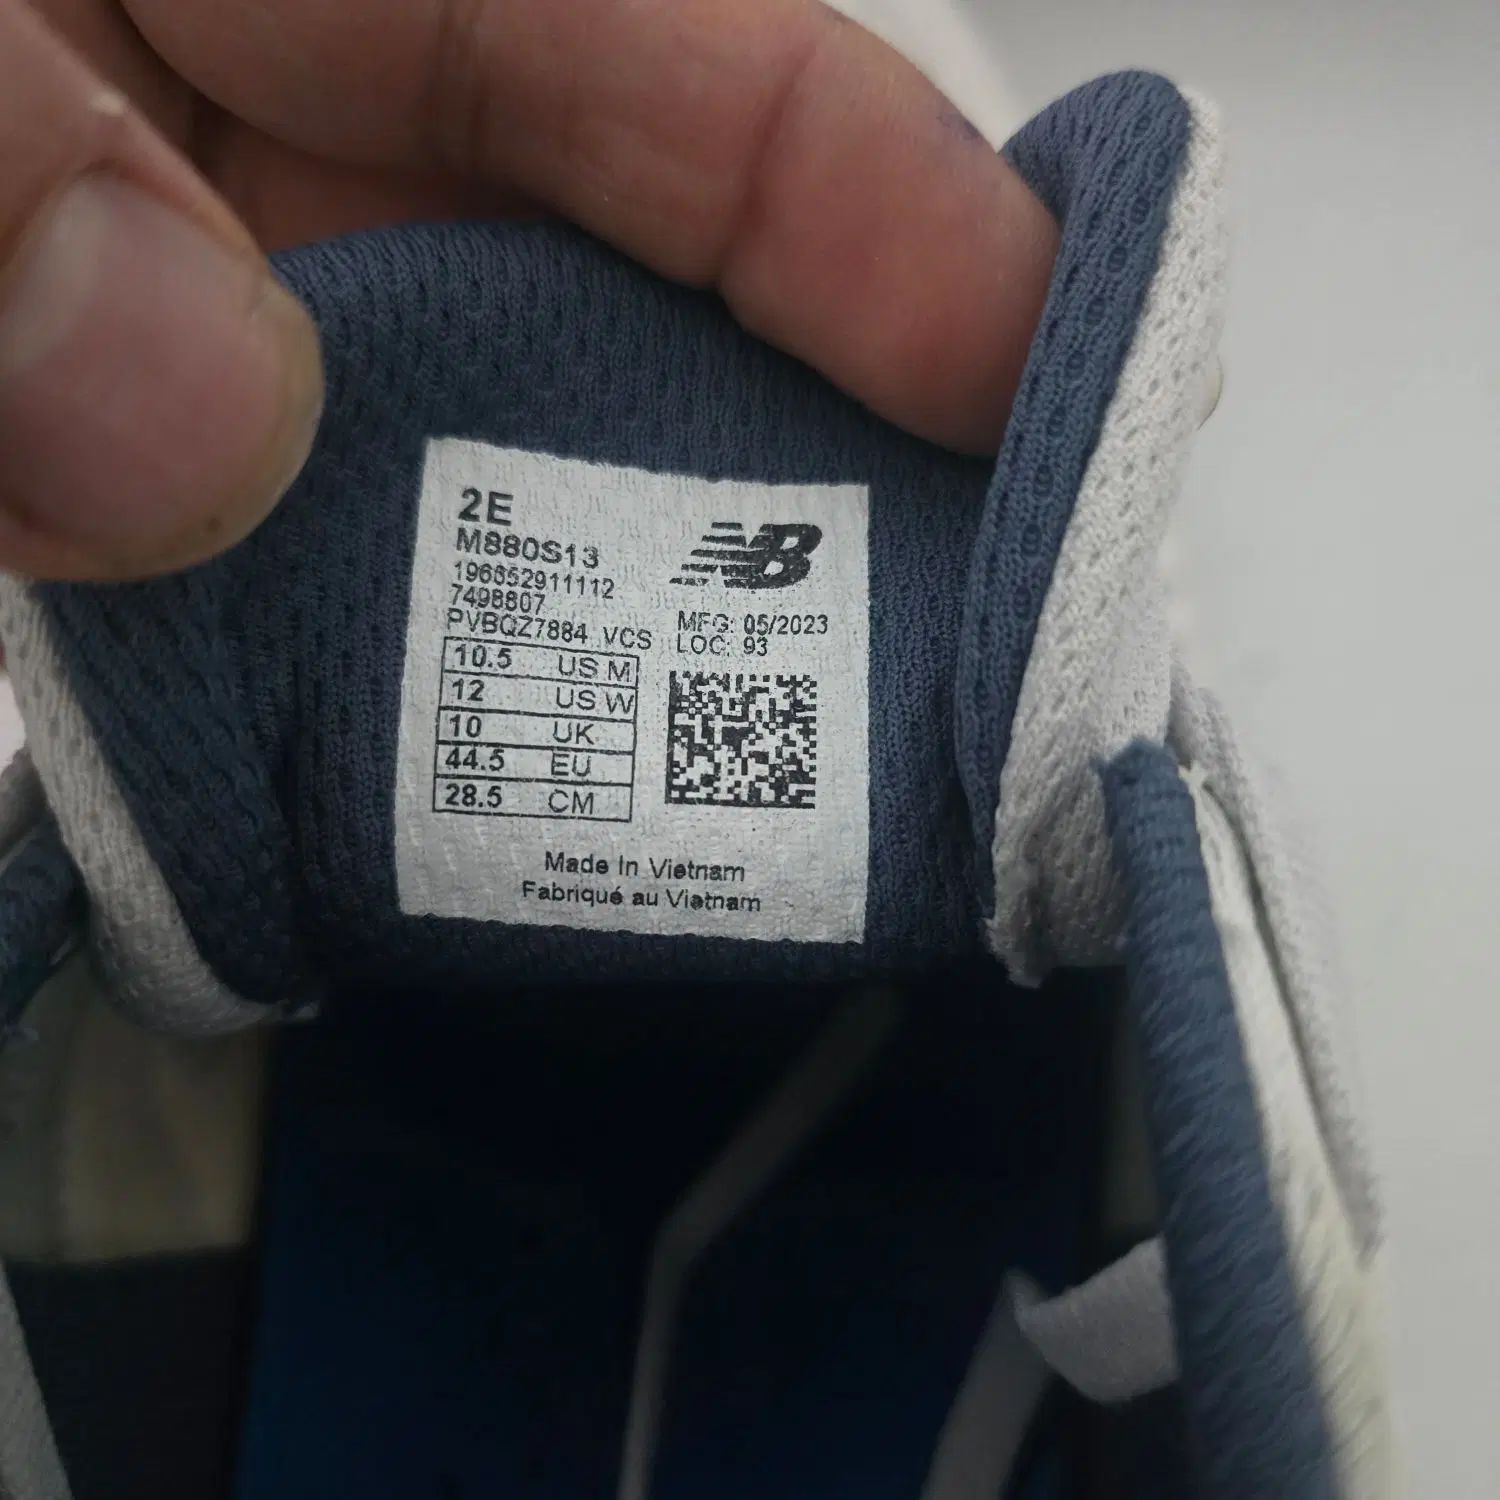 2E
M880S13
196652911112
7498807
PVBQZ7884 VCS
10.5 US M
12 US W
10 UK
44.5 EU
28.5 CM
NB
MFG: 05/2023
LOC: 93
Made In Vietnam
Fabriqué au Vietnam